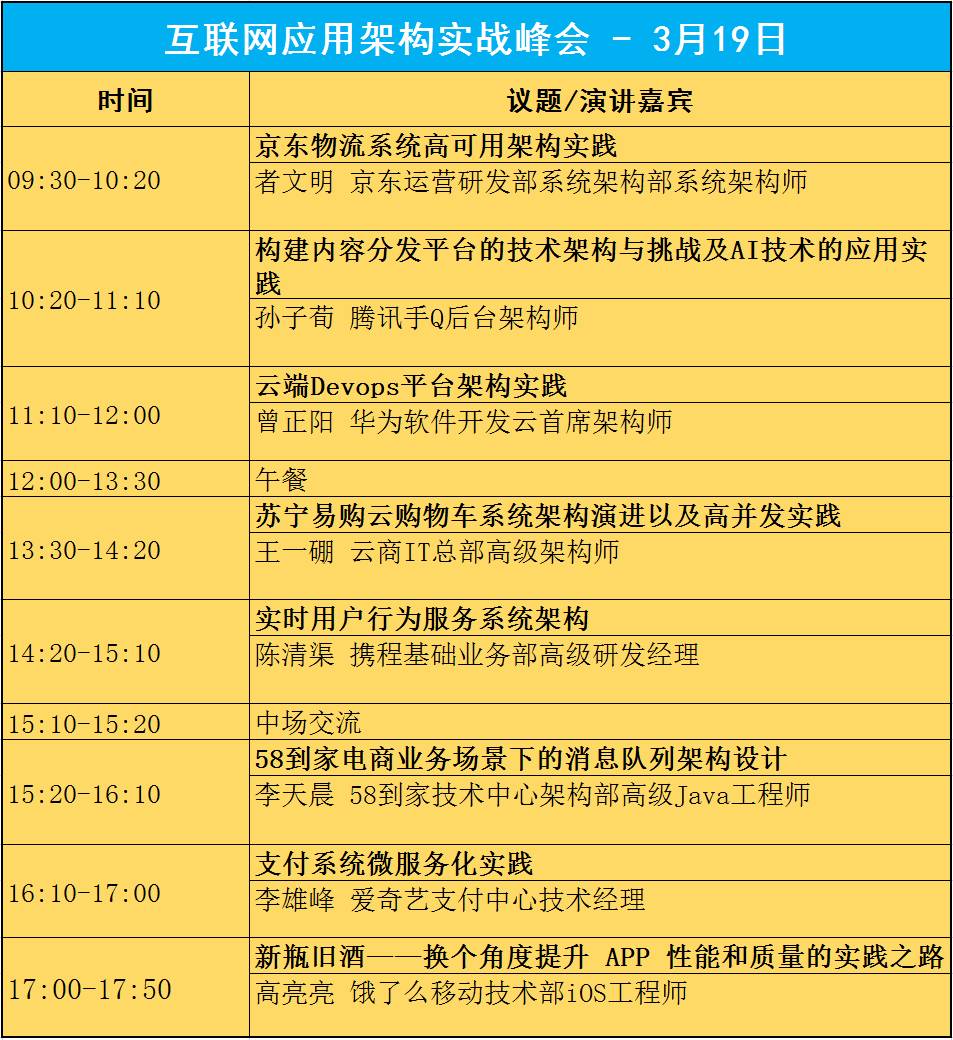 互联网应用架构实战峰会 - 3月19日
时间 议题/演讲嘉宾
09:30-10:20
京东物流系统高可用架构实践
者文明 京东运营研发部系统架构部系统架构师
10:20-11:10
构建内容分发平台的技术架构与挑战及AI技术的应用实
践
孙子荀 腾讯手Q后台架构师
11:10-12:00
云端Devops平台架构实践
曾正阳 华为软件开发云首席架构师
12:00-13:30 午餐
13:30-14:20
苏宁易购云购物车系统架构演进以及高并发实践
王一硼 云商IT总部高级架构师
14:20-15:10
实时用户行为服务系统架构
陈清渠 携程基础业务部高级研发经理
15:10-15:20 中场交流
15:20-16:10
58到家电商业务场景下的消息队列架构设计
李天晨 58到家技术中心架构部高级Java工程师
16:10-17:00
支付系统微服务化实践
李雄峰 爱奇艺支付中心技术经理
17:00-17:50
新瓶旧酒——换个角度提升 APP 性能和质量的实践之路
高亮亮 饿了么移动技术部iOS工程师